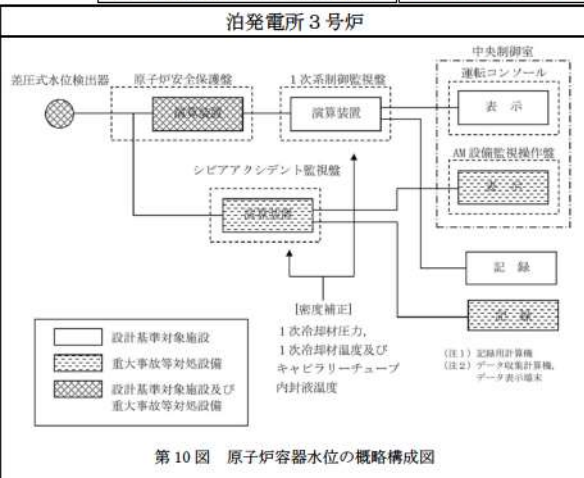 泊発電所3号炉
中央制御室
運転コンソール
差圧式水位検出器
原子炉安全保護盤
1次系制御監視盤
演算装置
演算装置
表 示
AM設備監視操作盤
シビアアクシデント監視盤
表 示
演算装置
記 録
記 録
[密度補正]
1次冷却材圧力,
1次冷却材温度及び
キャピラリーチューブ
内封液温度
設計基準対象施設
重大事故等対処設備
設計基準対象施設及び
重大事故等対処設備
(注1)記録用計算機
(注2)データ収集計算機,
データ表示端末
第10図 原子炉容器水位の概略構成図